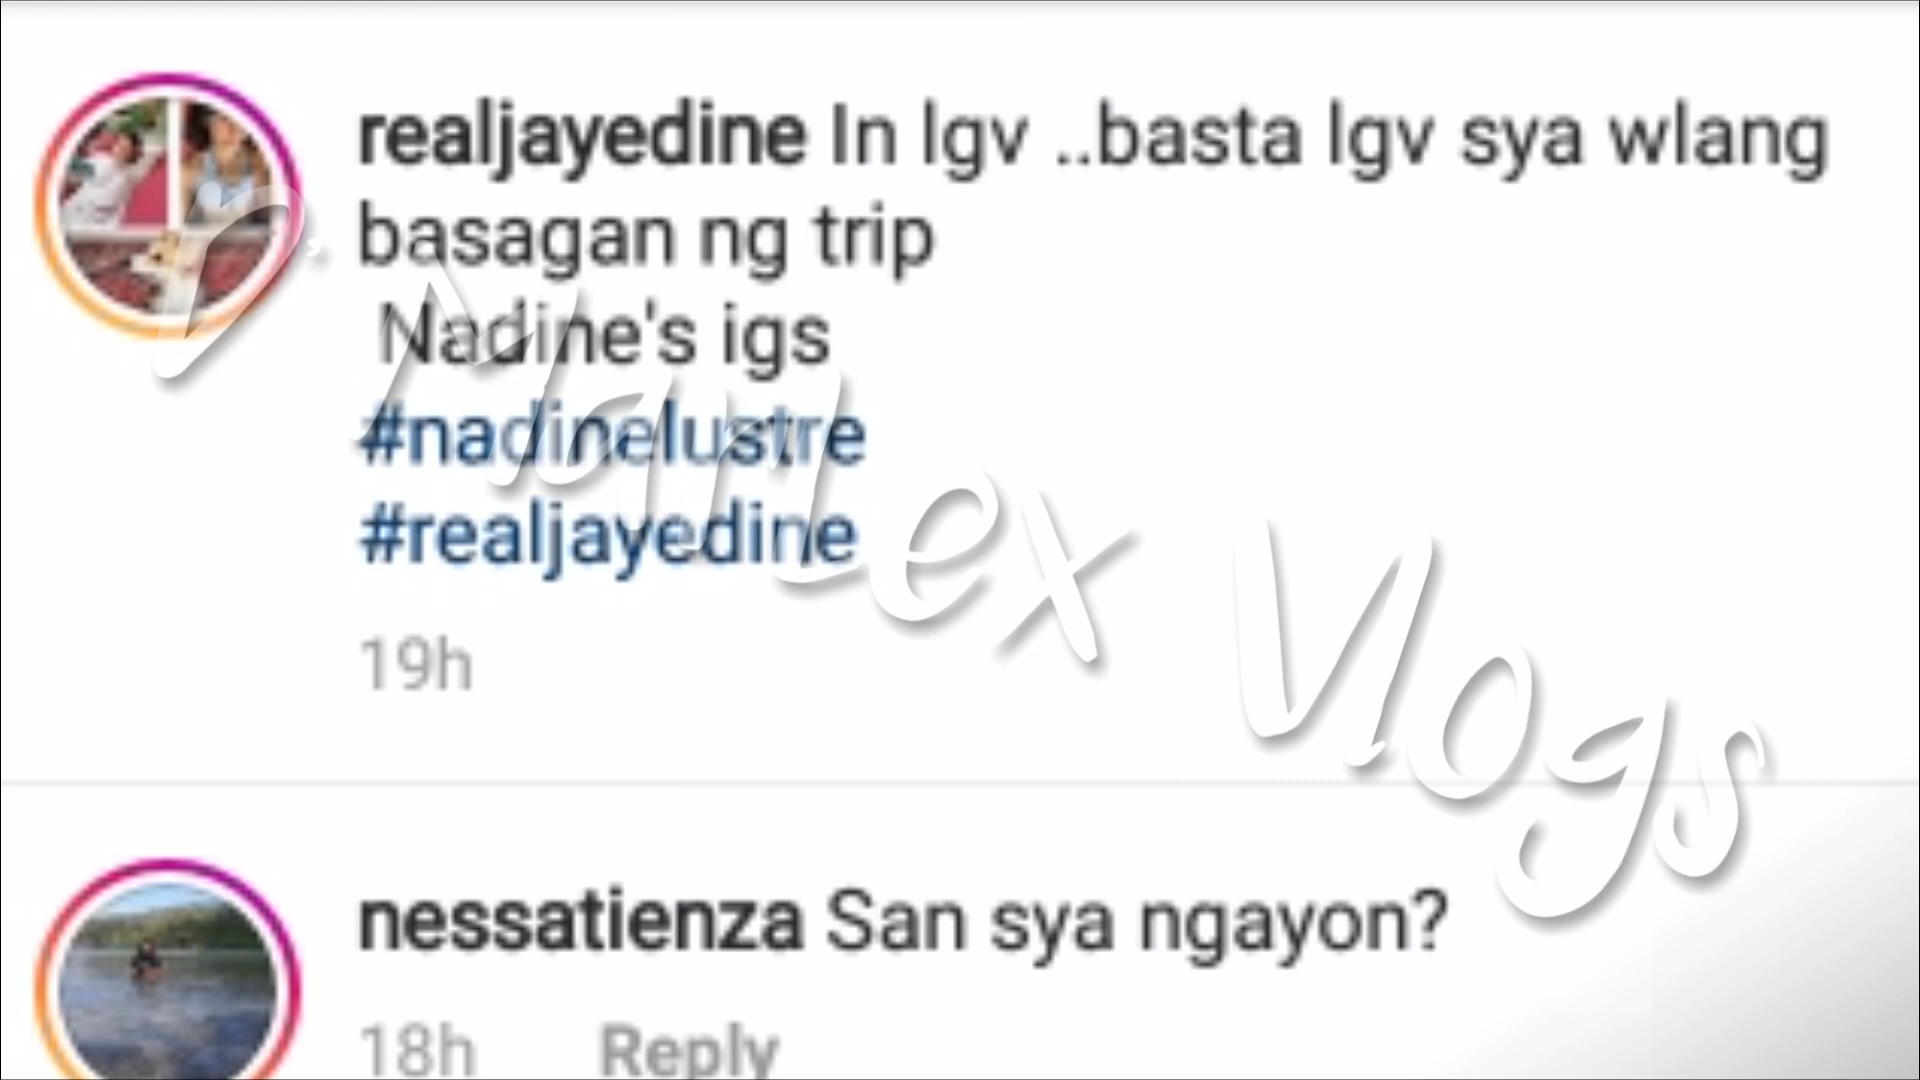 realjayedine In lgv ..basta lgv sya wlang
basagan ng trip
Nadine's igs
#nadinelustre
#realjayedine
19h
D' MarLex Vlogs
nessatienza San sya ngayon?
18h Reply